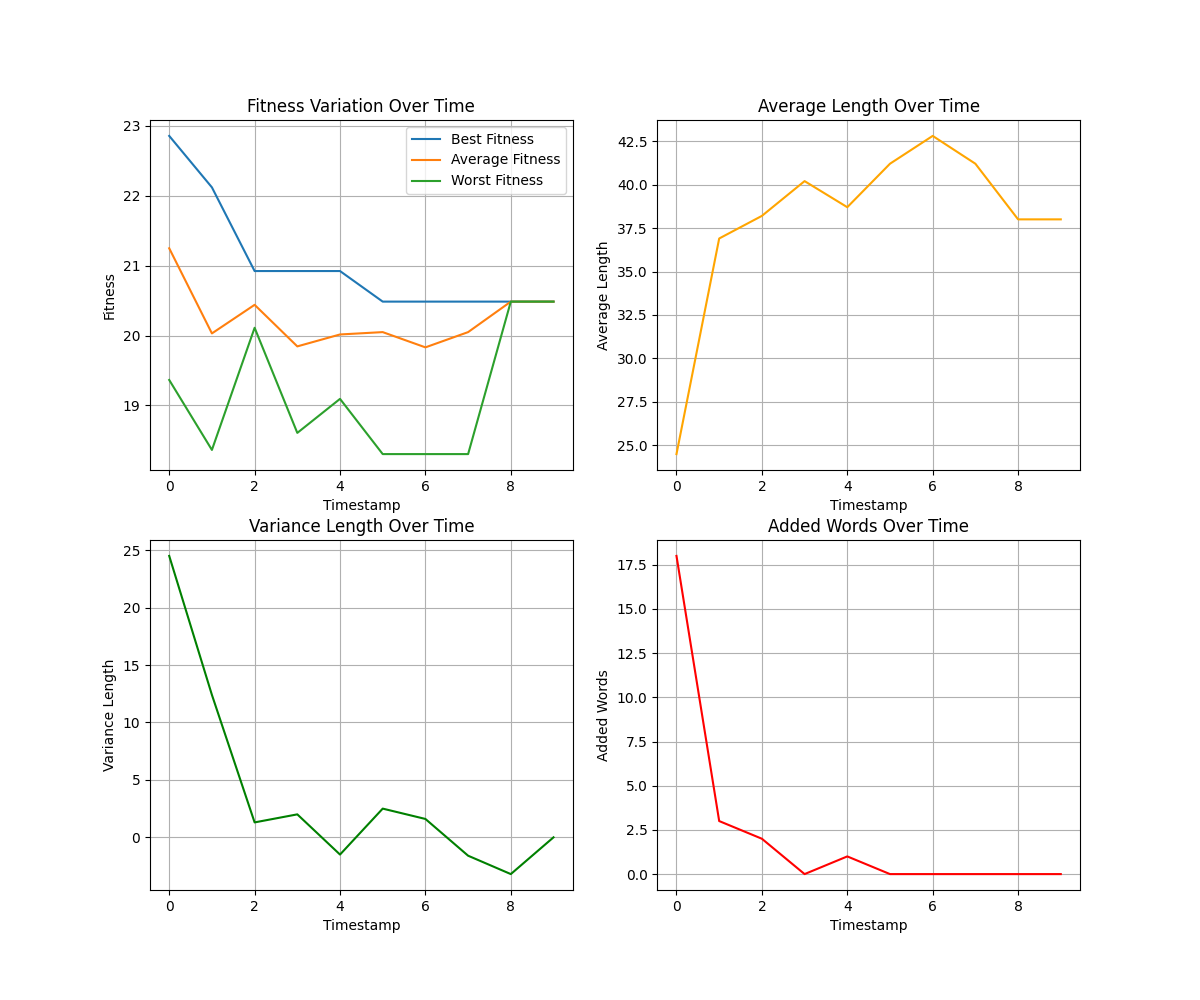 Fitness Variation Over Time
23
22
21
20
19
Fitness
Best Fitness
Average Fitness
Worst Fitness
0 2 4 6 8
Timestamp
Average Length Over Time
42.5
40.0
37.5
35.0
32.5
30.0
27.5
25.0
Average Length
0 2 4 6 8
Timestamp
Variance Length Over Time
25
20
15
10
5
0
Variance Length
0 2 4 6 8
Timestamp
Added Words Over Time
17.5
15.0
12.5
10.0
7.5
5.0
2.5
0.0
Added Words
0 2 4 6 8
Timestamp